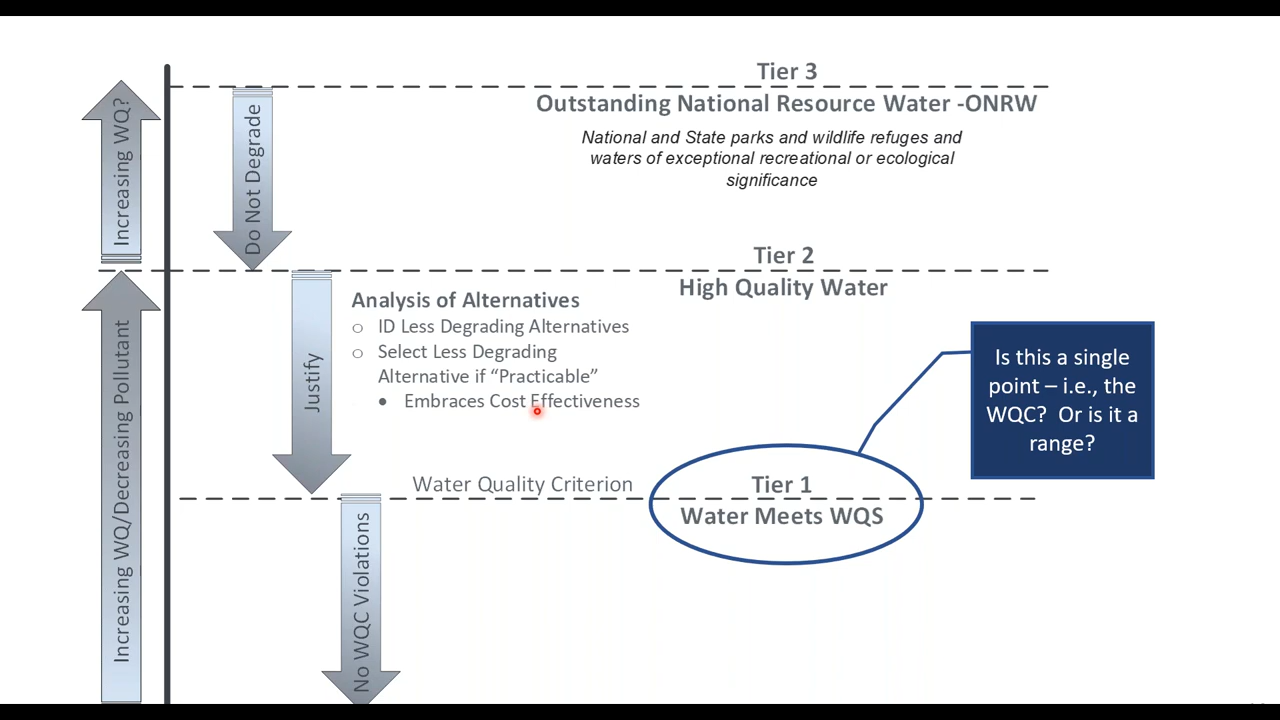 Tier 3
Outstanding National Resource Water -ONRW
National and State parks and wildlife refuges and
waters of exceptional recreational or ecological
significance
Increasing WQ?
Do Not Degrade
Tier 2
High Quality Water
Analysis of Alternatives
○ ID Less Degrading Alternatives
○ Select Less Degrading
Alternative if “Practicable”
• Embraces Cost Effectiveness
Justify
Increasing WQ/Decreasing Pollutant
Is this a single
point – i.e., the
WQC? Or is it a
range?
Water Quality Criterion
Tier 1
Water Meets WQS
No WQC Violations